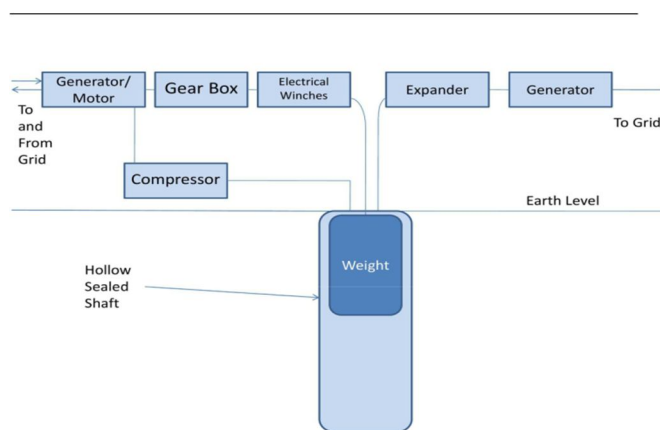 Generator/
Motor
Gear Box
Electrical
Winches
Expander
Generator
To
and
From
Grid
To Grid
Compressor
Earth Level
Weight
Hollow
Sealed
Shaft